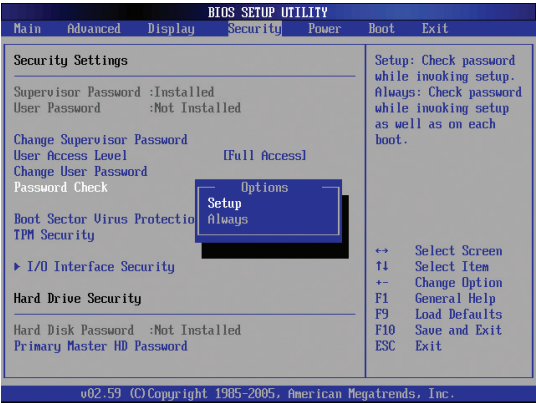 BIOS SETUP UTILITY
Main Advanced Display Security Power Boot Exit
Security Settings
Supervisor Password :Installed
User Password :Not Installed
Change Supervisor Password
User Access Level [Full Access]
Change User Password
Password Check
Boot Sector Virus Protectio
TPM Security
▶ I/O Interface Security
Hard Drive Security
Hard Disk Password :Not Installed
Primary Master HD Password
Options
Setup
Always
Setup: Check password
while invoking setup.
Always: Check password
while invoking setup
as well as on each
boot.
↔ Select Screen
↑↓ Select Item
+- Change Option
F1 General Help
F9 Load Defaults
F10 Save and Exit
ESC Exit
v02.59 (C)Copyright 1985-2005, American Megatrends, Inc.